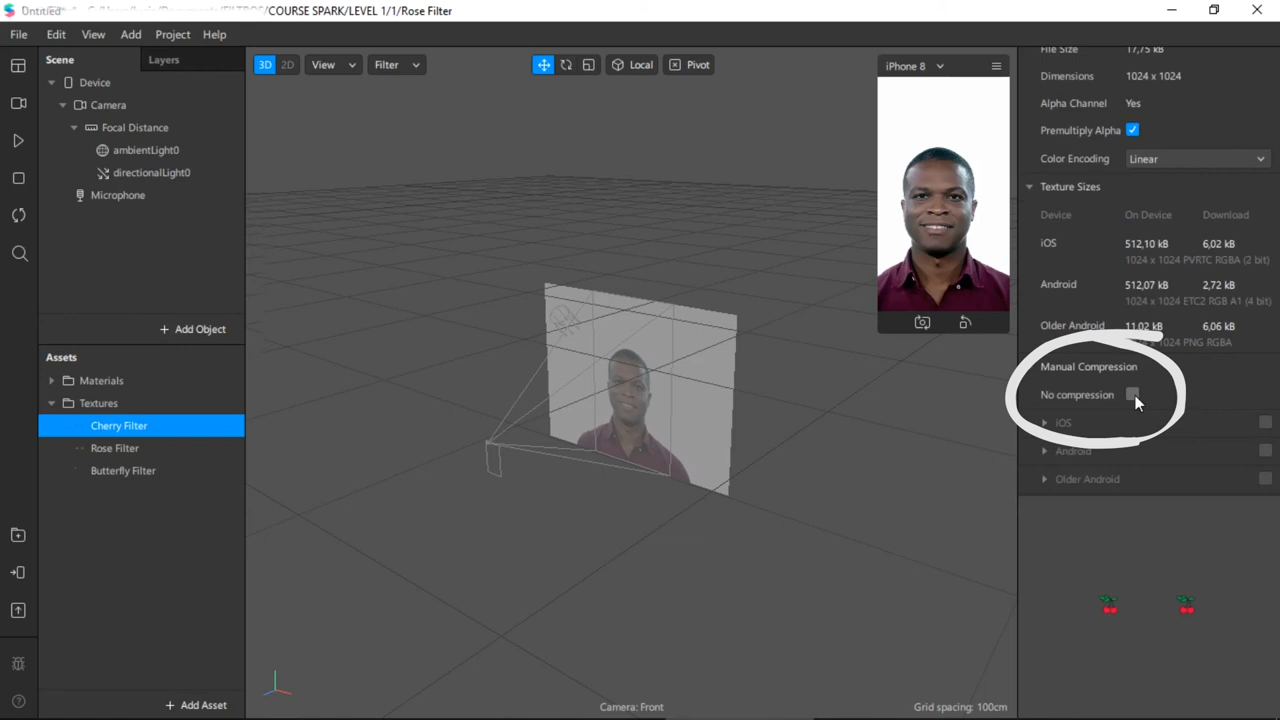 Untitled
/COURSE SPARK/LEVEL 1/1/Rose Filter
File Edit View Add Project Help
Scene Layers
Device
Camera
Focal Distance
ambientLight0
directionalLight0
Microphone
+ Add Object
Assets
Materials
Textures
Cherry Filter
Rose Filter
Butterfly Filter
+ Add Asset
3D 2D View Filter Local Pivot
iPhone 8
Camera: Front
Grid spacing: 100cm
File Size 17,75 kB
Dimensions 1024 x 1024
Alpha Channel Yes
Premultiply Alpha
Color Encoding Linear
Texture Sizes
Device On Device Download
iOS 512,10 kB 6,02 kB
1024 x 1024 PVRTC RGBA (2 bit)
Android 512,07 kB 2,72 kB
1024 x 1024 ETC2 RGB A1 (4 bit)
Older Android 11,02 kB 6,06 kB
1024 PNG RGBA
Manual Compression
No compression
iOS
Android
Older Android